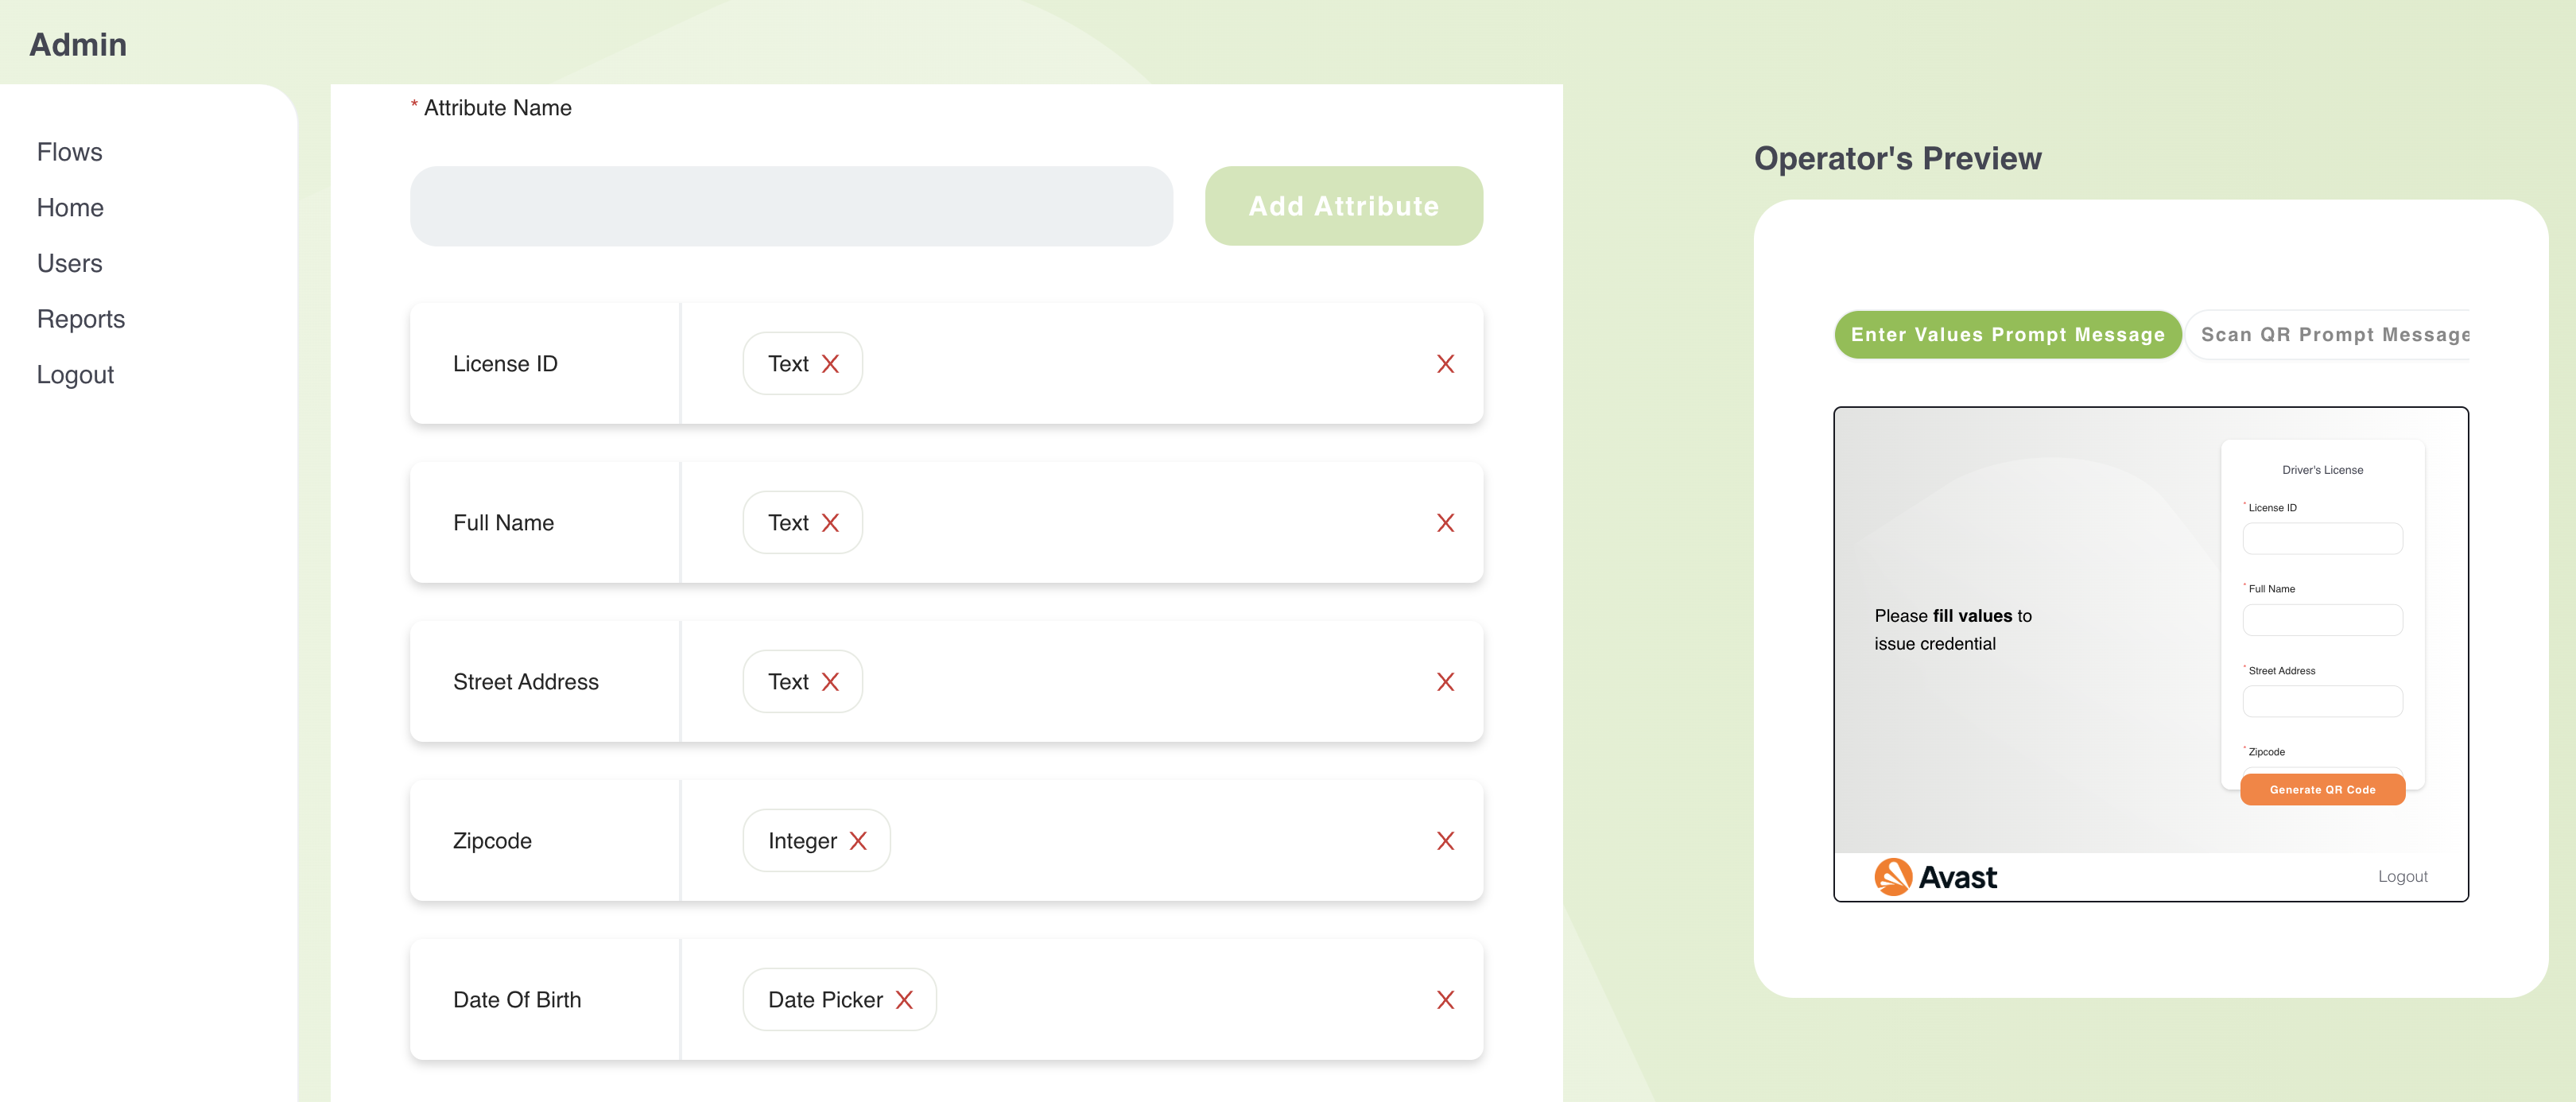 Admin
Flows
Home
Users
Reports
Logout
* Attribute Name
Add Attribute
License ID
Text X
X
Full Name
Text X
X
Street Address
Text X
X
Zipcode
Integer X
X
Date Of Birth
Date Picker X
X
Operator's Preview
Enter Values Prompt Message
Scan QR Prompt Message
Please fill values to
issue credential
Driver's License
* License ID
* Full Name
* Street Address
* Zipcode
Generate QR Code
Avast
Logout